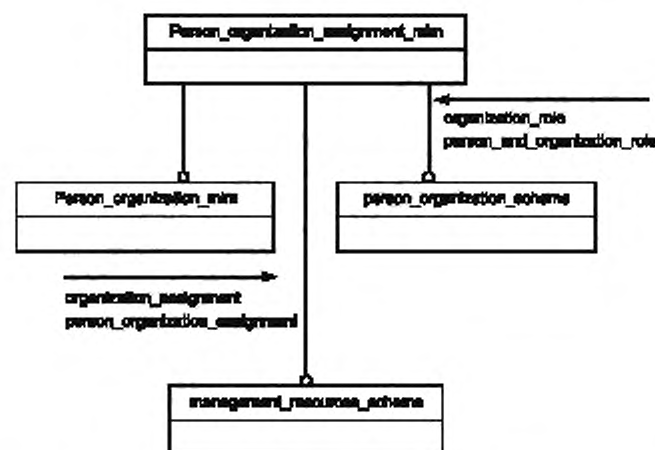 Person_organization_assignment_mim
organization_role
person_and_organization_role
Person_organization_mim
person_organization_schema
organization_assignment
person_organization_assignment
management_resources_schema